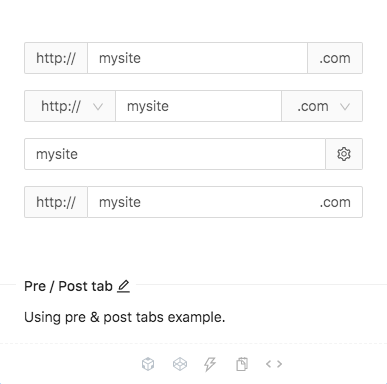 http:// mysite .com
http:// mysite .com
mysite
http:// mysite .com
Pre / Post tab
Using pre & post tabs example.